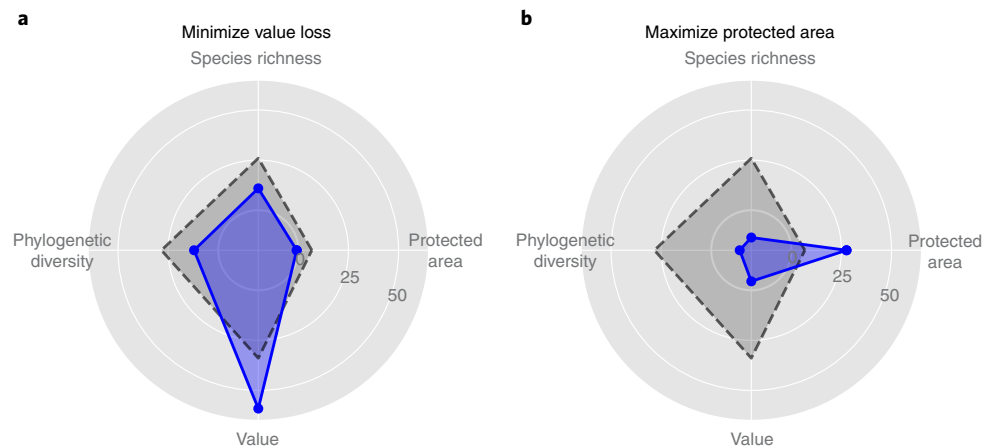 a
Minimize value loss
Species richness
Phylogenetic
diversity
Protected
area
0
25
50
Value
b
Maximize protected area
Species richness
Phylogenetic
diversity
Protected
area
0
25
50
Value